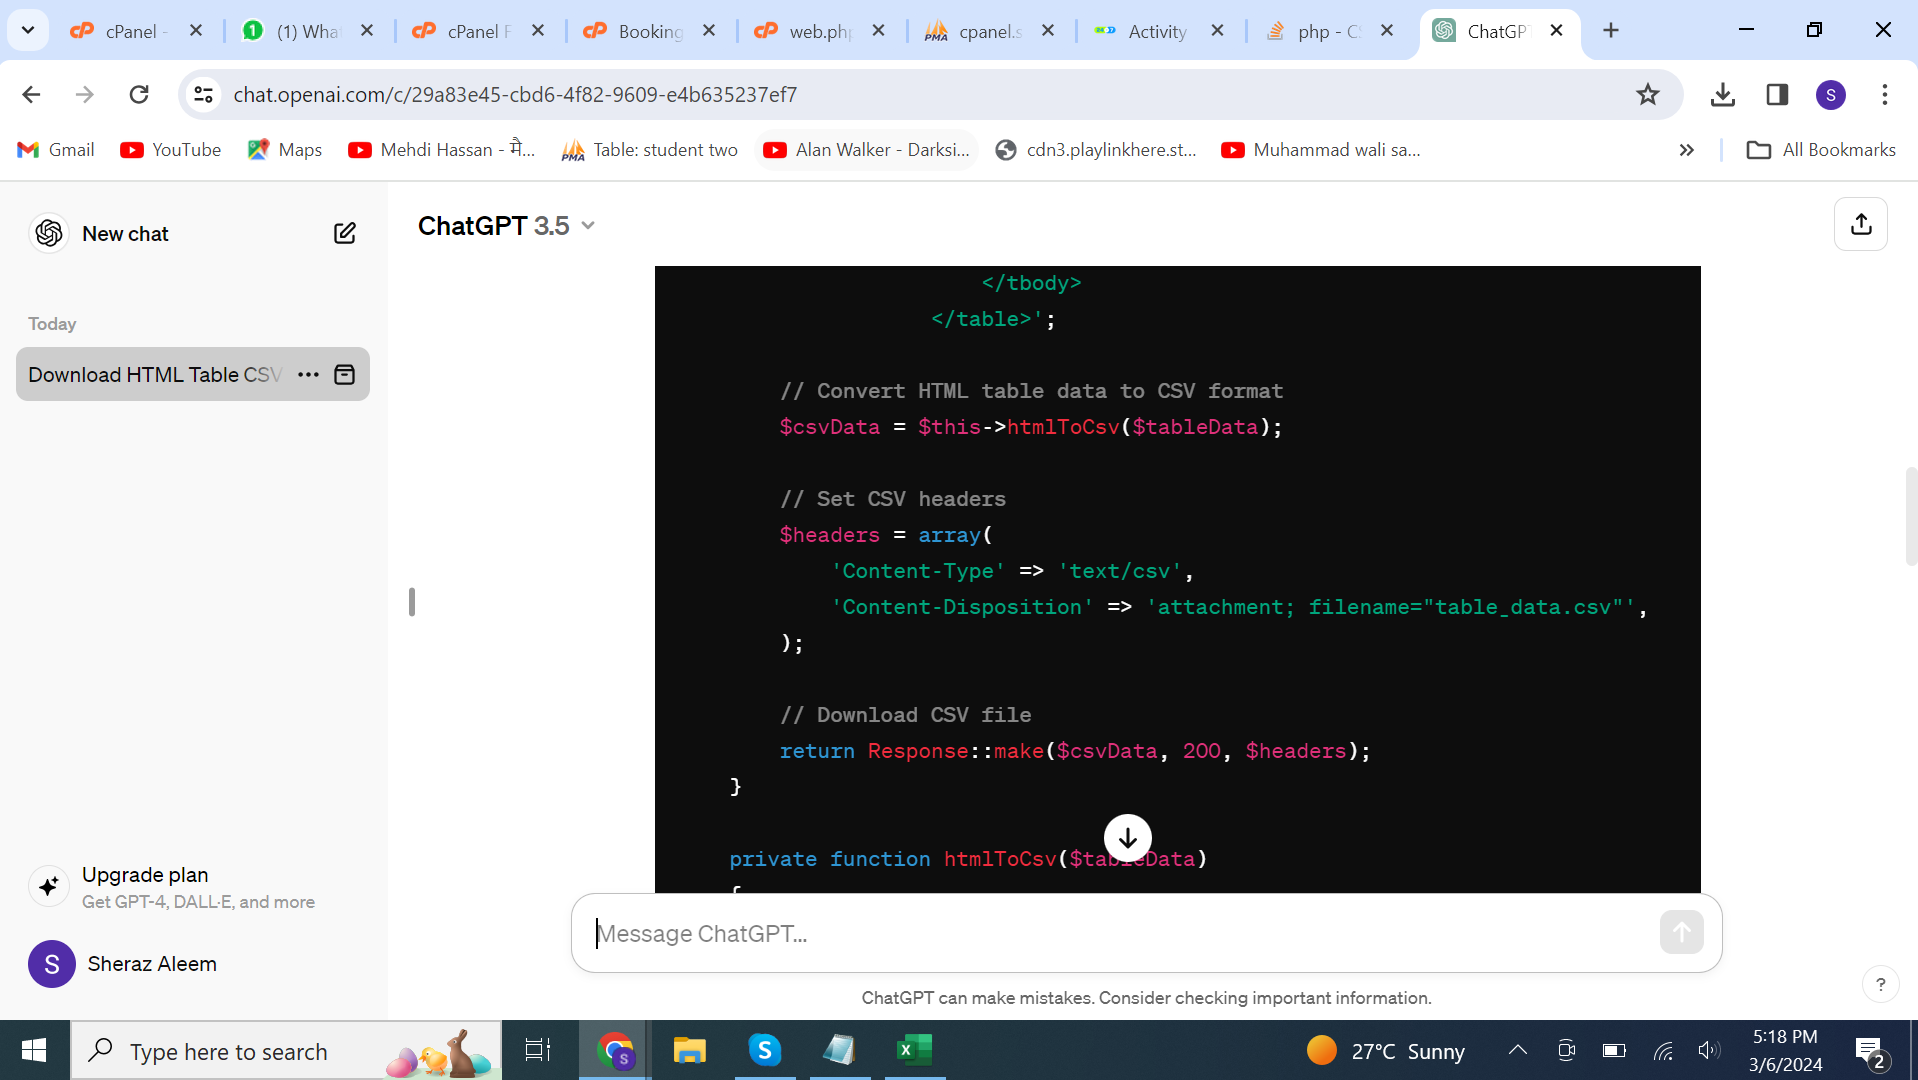 cPanel -
(1) What
cPanel F
Booking
web.php
cpanel.s
Activity
php - CS
ChatGPT
chat.openai.com/c/29a83e45-cbd6-4f82-9609-e4b635237ef7
S
Gmail
YouTube
Maps
Mehdi Hassan - मै...
Table: student two
Alan Walker - Darksi...
cdn3.playlinkhere.st...
Muhammad wali sa...
»
All Bookmarks
New chat
ChatGPT 3.5
Today
Download HTML Table CSV
</tbody>
</table>';
// Convert HTML table data to CSV format
$csvData = $this->htmlToCsv($tableData);
// Set CSV headers
$headers = array(
'Content-Type' => 'text/csv',
'Content-Disposition' => 'attachment; filename="table_data.csv"',
);
// Download CSV file
return Response::make($csvData, 200, $headers);
}
private function htmlToCsv($tableData)
{
Upgrade plan
Get GPT-4, DALL·E, and more
S
Sheraz Aleem
Message ChatGPT...
ChatGPT can make mistakes. Consider checking important information.
?
Type here to search
27°C Sunny
5:18 PM
3/6/2024
2